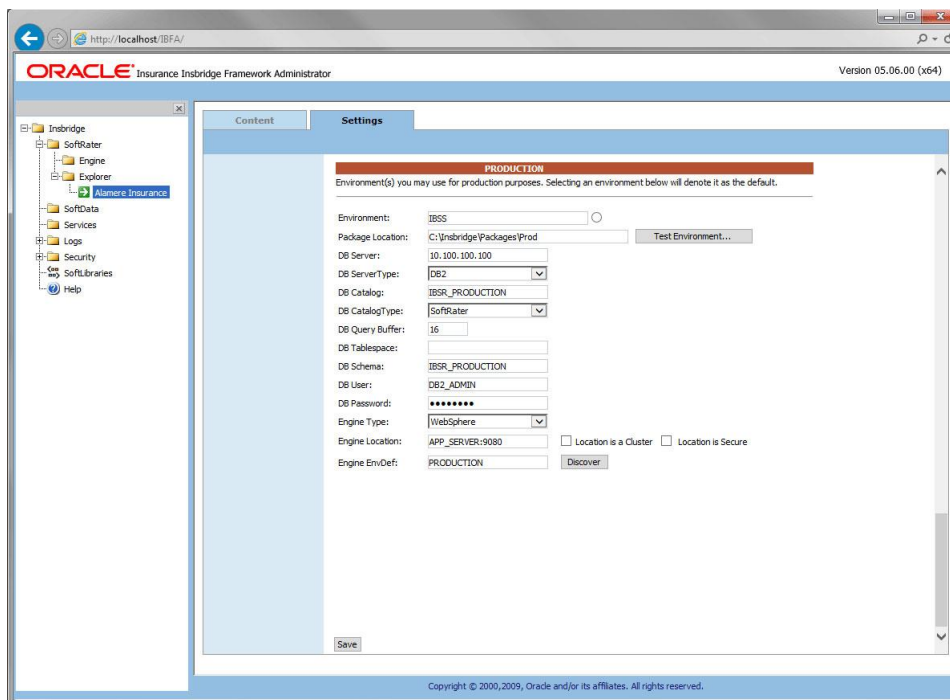 http://localhost/IBFA/
ORACLE Insurance Insbridge Framework Administrator
Version 05.06.00 (x64)
Insbridge
SoftRater
Engine
Explorer
Alamere Insurance
SoftData
Services
Logs
Security
SoftLibraries
Help
Content
Settings
PRODUCTION
Environment(s) you may use for production purposes. Selecting an environment below will denote it as the default.
Environment: IBSS
Package Location: C:\Insbridge\Packages\Prod Test Environment...
DB Server: 10.100.100.100
DB ServerType: DB2
DB Catalog: IBSR_PRODUCTION
DB CatalogType: SoftRater
DB Query Buffer: 16
DB Tablespace:
DB Schema: IBSR_PRODUCTION
DB User: DB2_ADMIN
DB Password: ••••••••
Engine Type: WebSphere
Engine Location: APP_SERVER:9080 Location is a Cluster Location is Secure
Engine EnvDef: PRODUCTION Discover
Save
Copyright © 2000,2009, Oracle and/or its affiliates. All rights reserved.